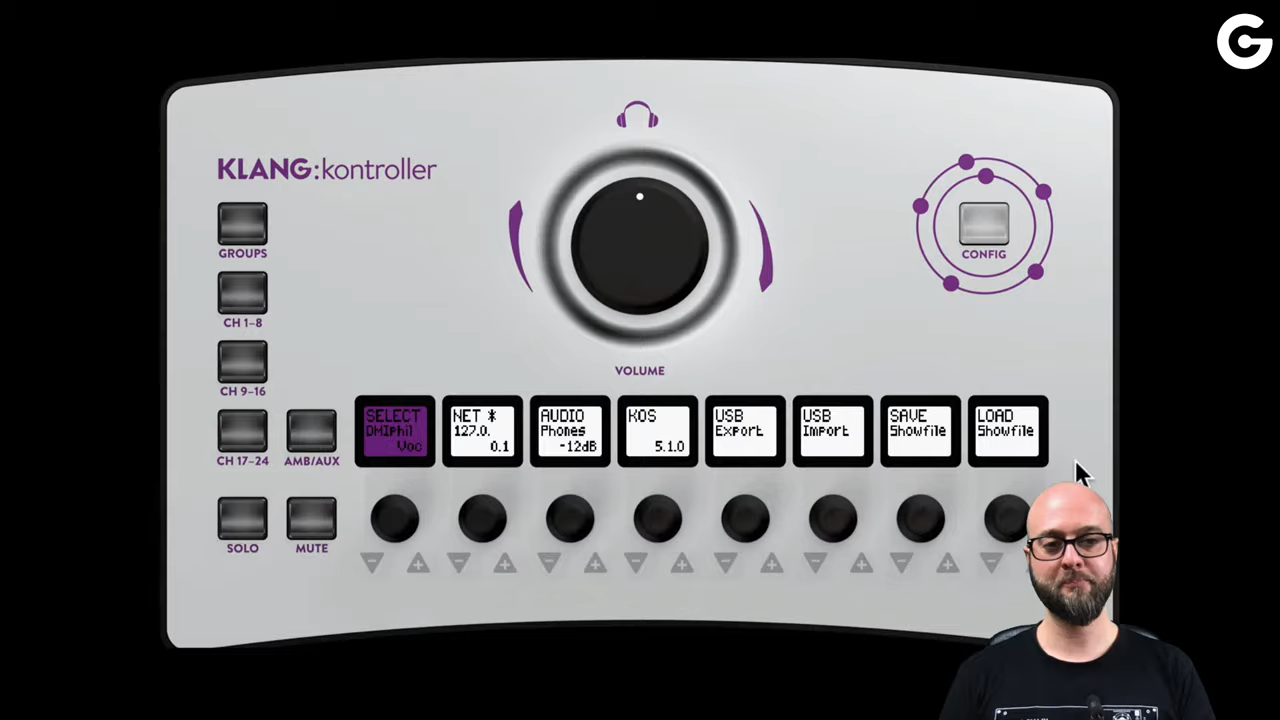 G
KLANG:kontroller
GROUPS
CONFIG
CH 1–8
VOLUME
CH 9–16
SELECT
DMIphil
Voc
NET *
127.0.
0.1
AUDIO
Phones
-12dB
KOS
5.1.0
USB
Export
USB
Import
SAVE
Showfile
LOAD
Showfile
CH 17–24
AMB/AUX
SOLO
MUTE